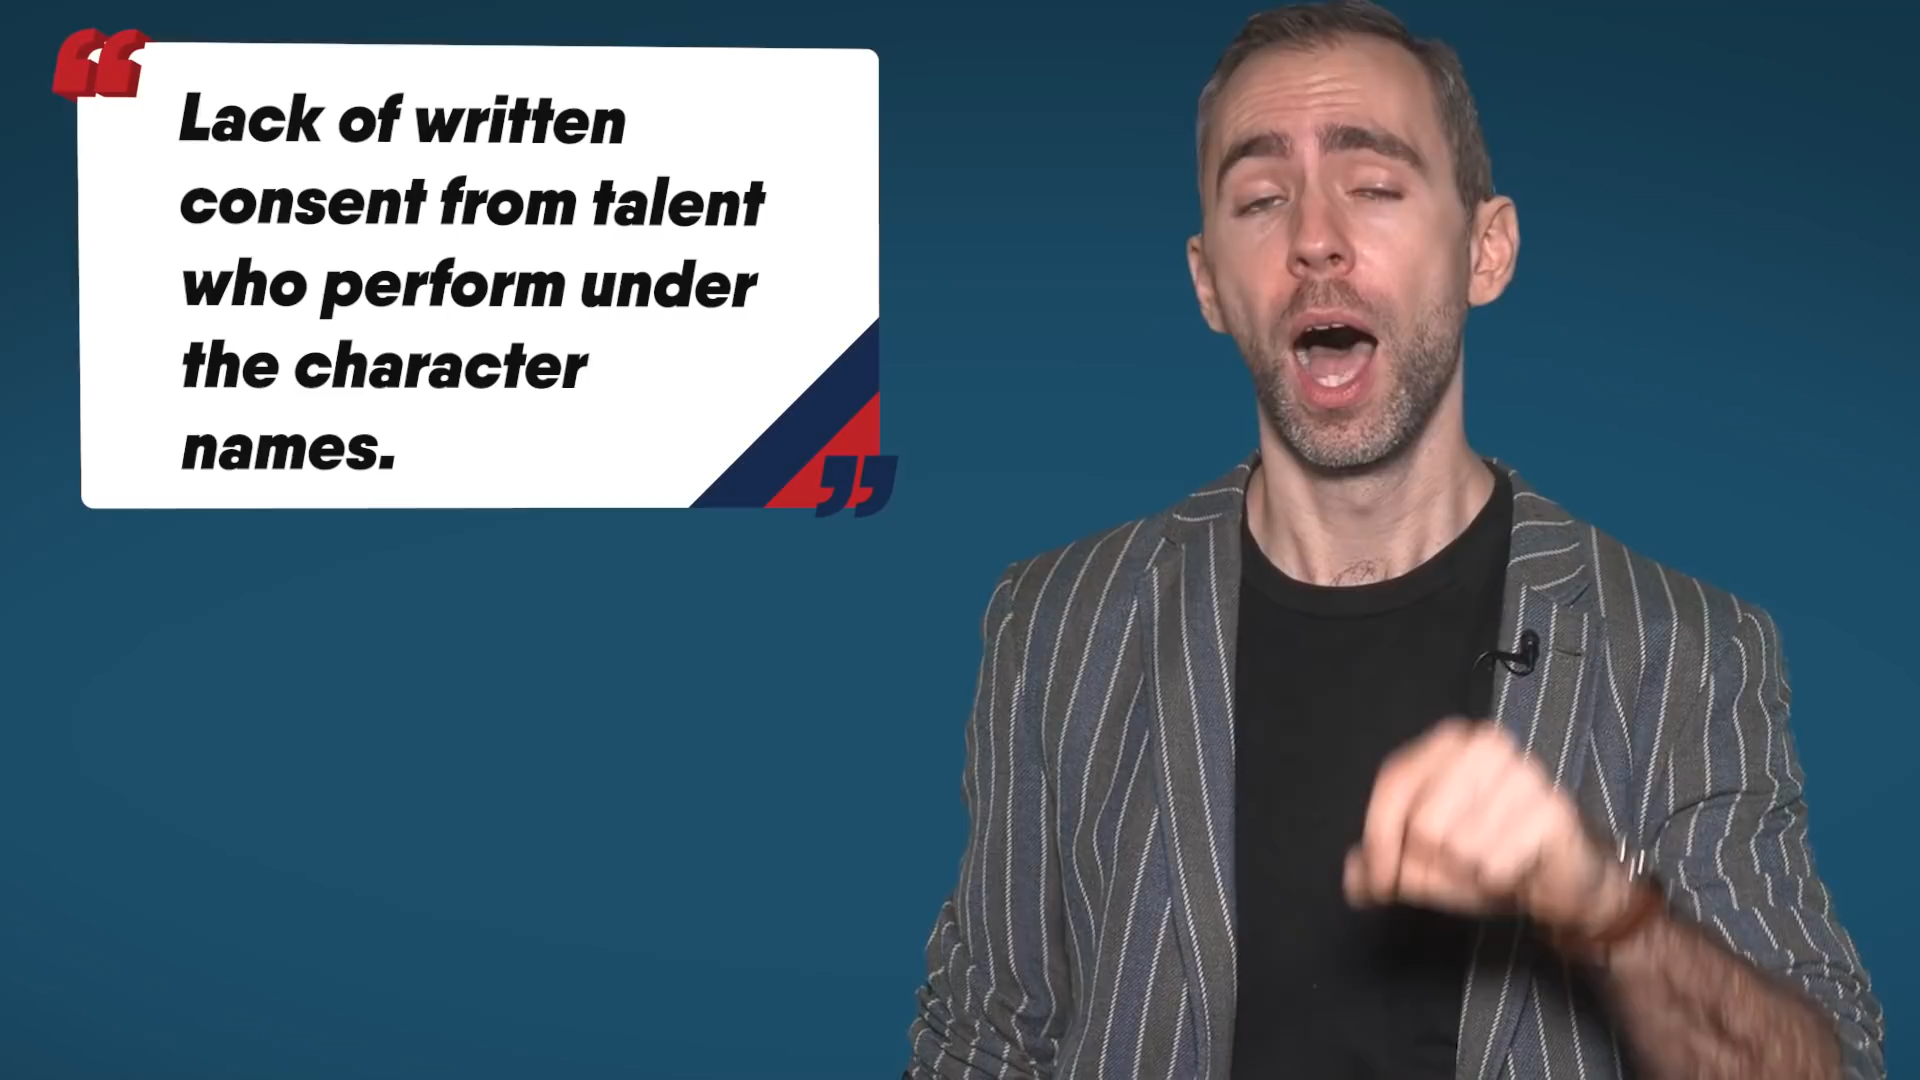 Lack of written
consent from talent
who perform under
the character
names.